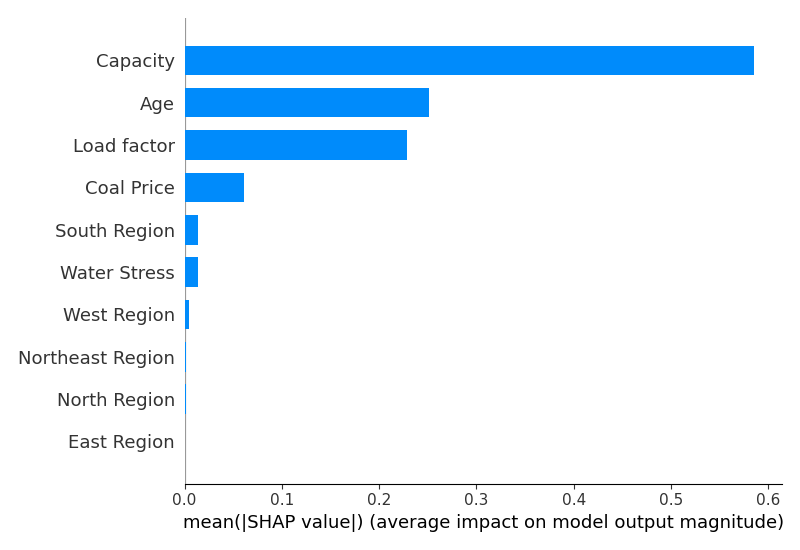 Capacity
Age
Load factor
Coal Price
South Region
Water Stress
West Region
Northeast Region
North Region
East Region
0.0 0.1 0.2 0.3 0.4 0.5 0.6
mean(|SHAP value|) (average impact on model output magnitude)